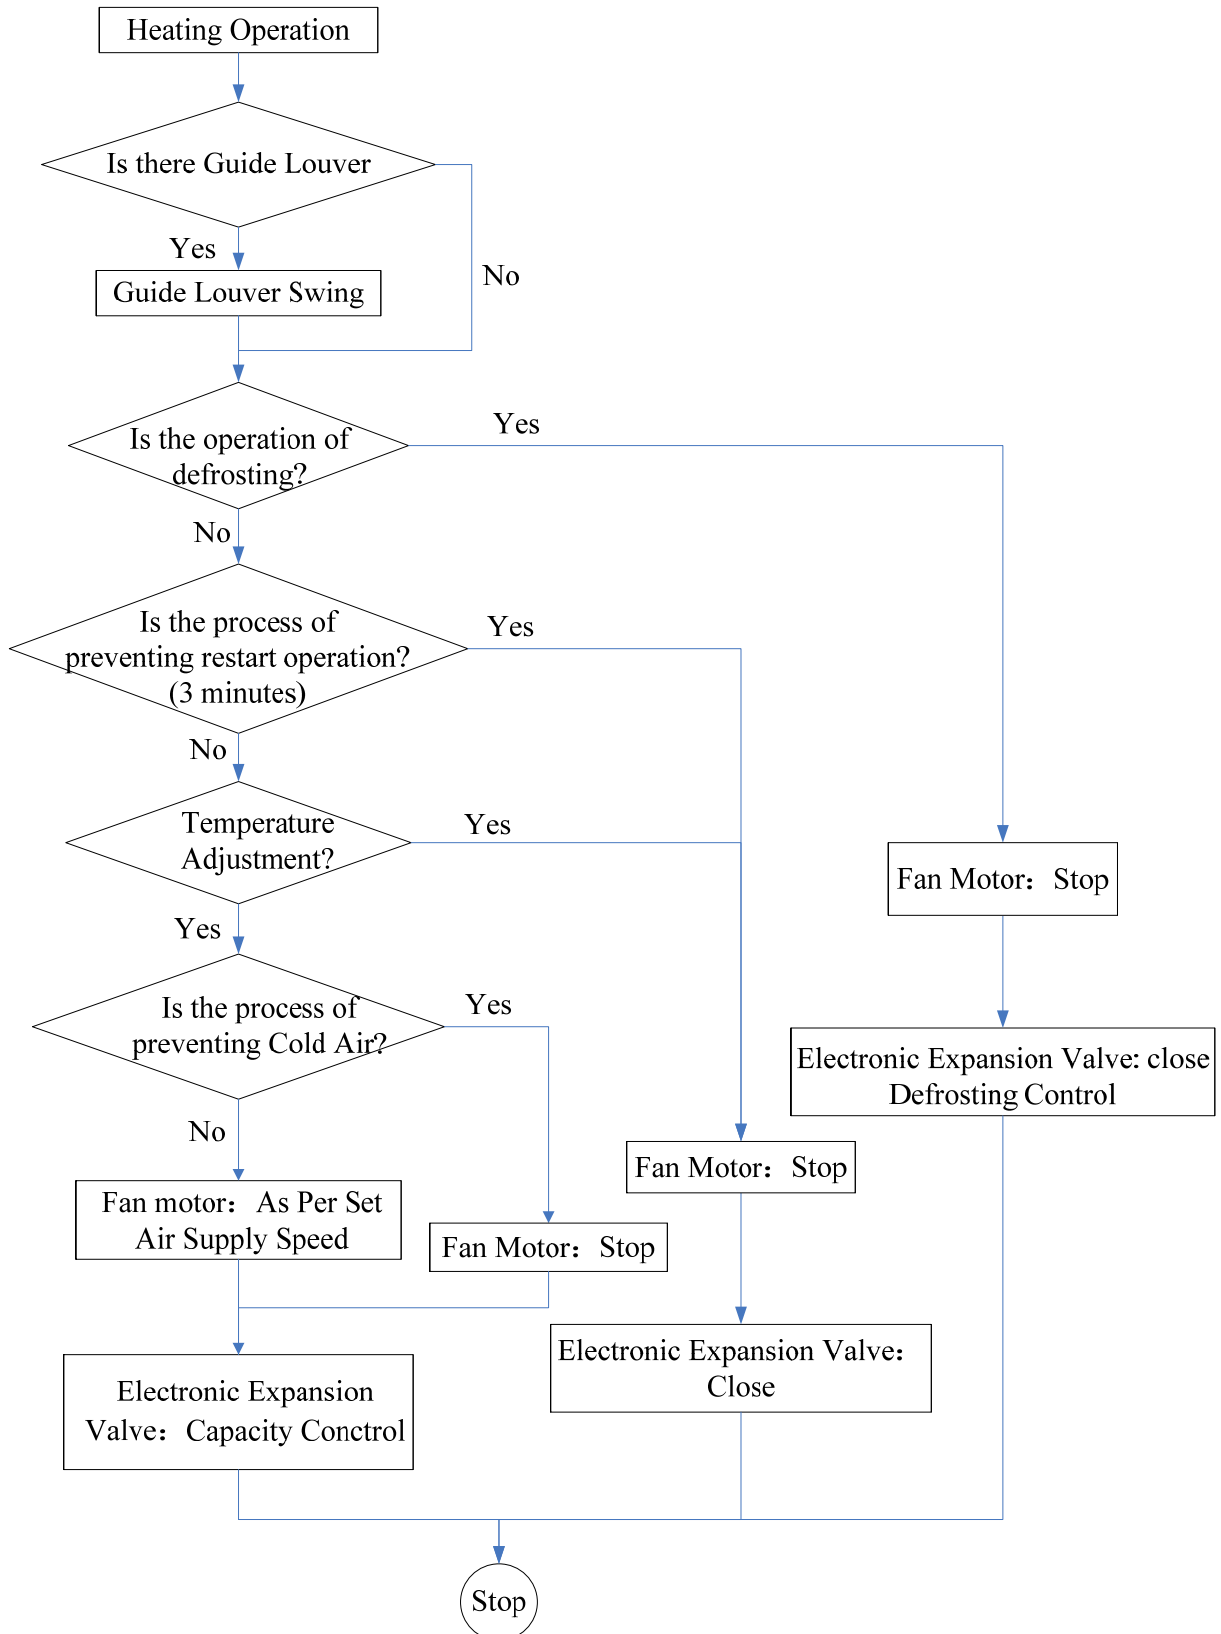 Heating Operation
Is there Guide Louver
Yes
No
Guide Louver Swing
Yes
Is the operation of
defrosting?
No
Is the process of
preventing restart operation?
(3 minutes)
Yes
No
Temperature
Adjustment?
Yes
Fan Motor：Stop
Yes
Is the process of
preventing Cold Air?
Yes
Electronic Expansion Valve: close
Defrosting Control
No
Fan Motor：Stop
Fan motor：As Per Set
Air Supply Speed
Fan Motor：Stop
Electronic Expansion Valve：
Close
Electronic Expansion
Valve：Capacity Conctrol
Stop